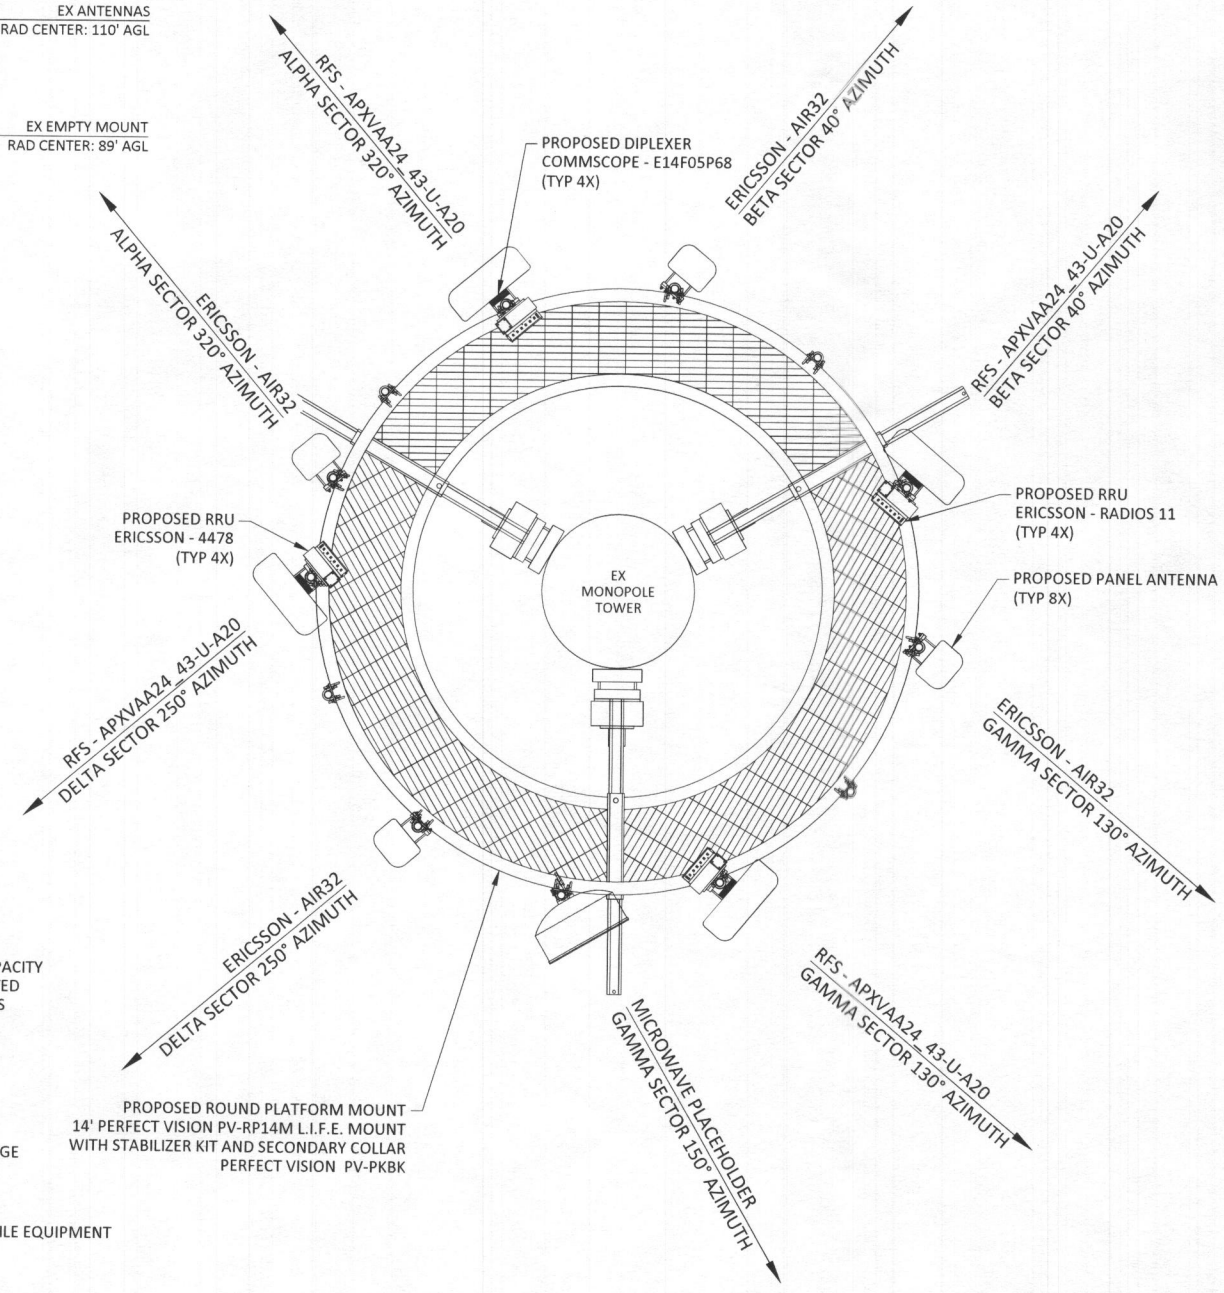 EX ANTENNAS
RAD CENTER: 110' AGL
EX EMPTY MOUNT
RAD CENTER: 89' AGL
RFS - APXVAA24_43-U-A20
ALPHA SECTOR 320° AZIMUTH
ERICSSON - AIR32
BETA SECTOR 40° AZIMUTH
PROPOSED DIPLEXER
COMMSCOPE - E14F05P68
(TYP 4X)
ERICSSON - AIR32
ALPHA SECTOR 320° AZIMUTH
RFS - APXVAA24_43-U-A20
BETA SECTOR 40° AZIMUTH
PROPOSED RRU
ERICSSON - 4478
(TYP 4X)
PROPOSED RRU
ERICSSON - RADIOS 11
(TYP 4X)
EX
MONOPOLE
TOWER
PROPOSED PANEL ANTENNA
(TYP 8X)
RFS - APXVAA24_43-U-A20
DELTA SECTOR 250° AZIMUTH
ERICSSON - AIR32
GAMMA SECTOR 130° AZIMUTH
ERICSSON - AIR32
DELTA SECTOR 250° AZIMUTH
RFS - APXVAA24_43-U-A20
GAMMA SECTOR 130° AZIMUTH
MICROWAVE PLACEHOLDER
GAMMA SECTOR 150° AZIMUTH
PROPOSED ROUND PLATFORM MOUNT
14' PERFECT VISION PV-RP14M L.I.F.E. MOUNT
WITH STABILIZER KIT AND SECONDARY COLLAR
PERFECT VISION PV-PKBK
EQUIPMENT